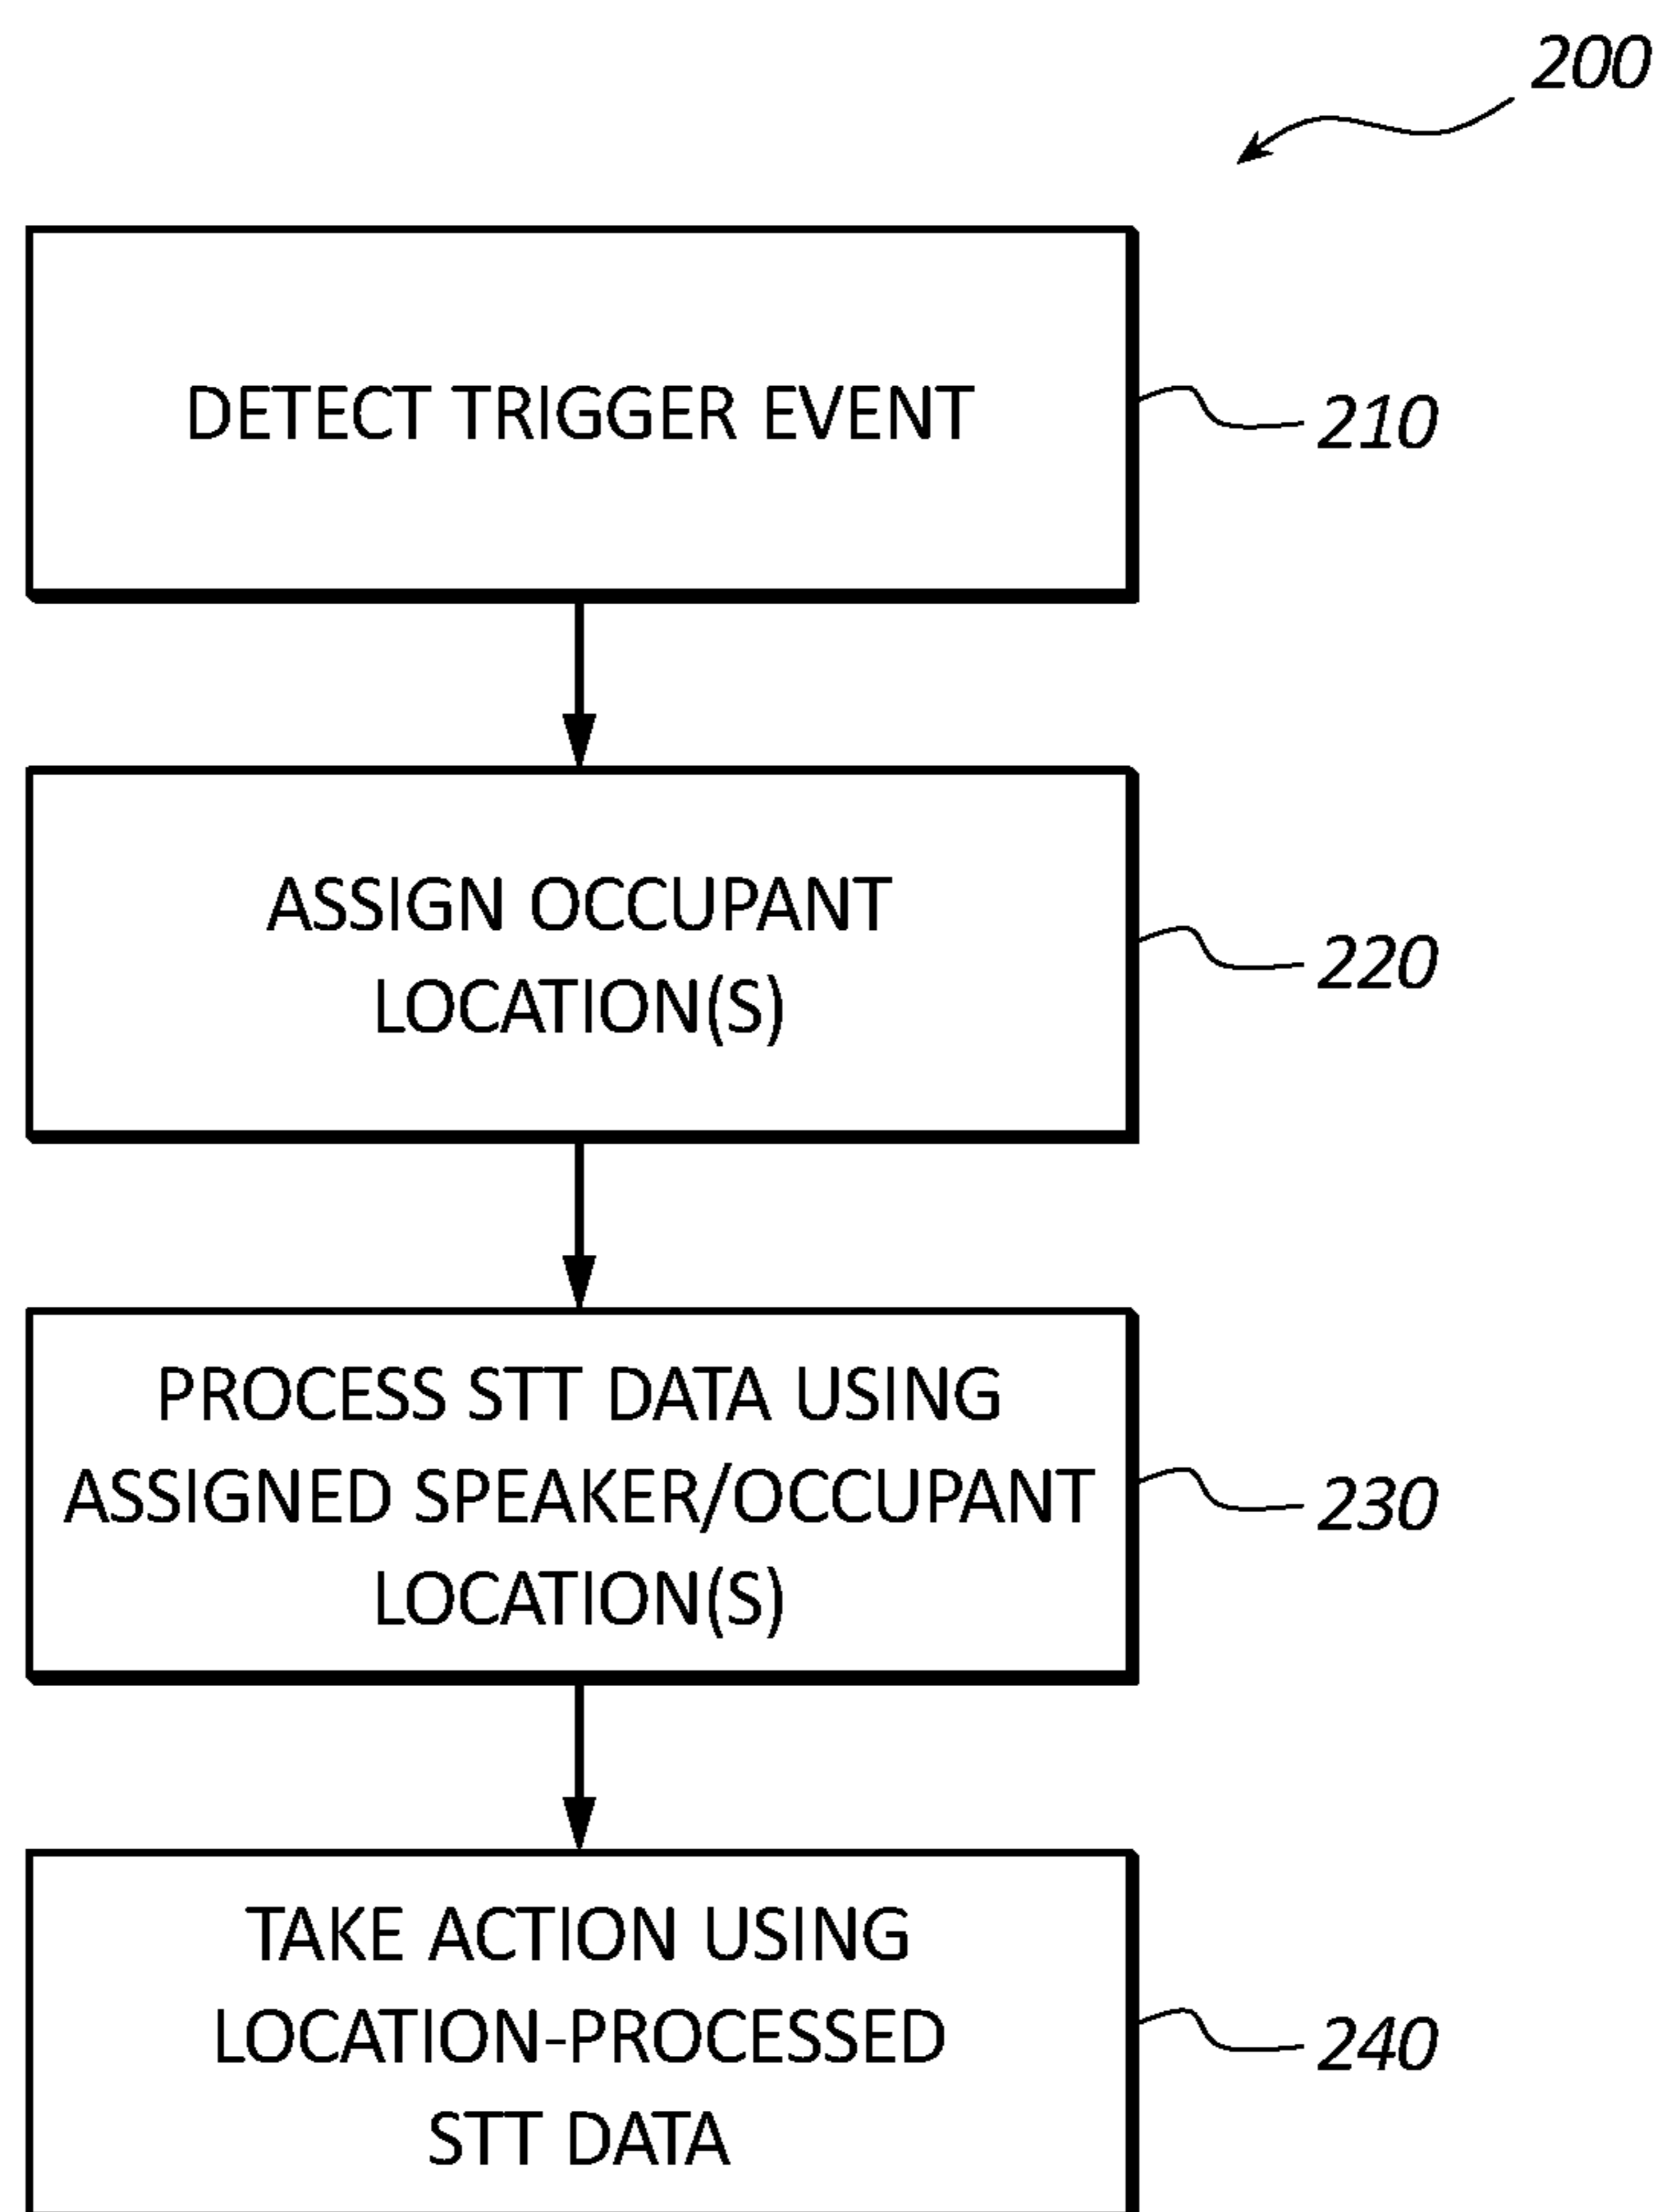 200
DETECT TRIGGER EVENT
210
ASSIGN OCCUPANT
LOCATION(S)
220
PROCESS STT DATA USING
ASSIGNED SPEAKER/OCCUPANT
LOCATION(S)
230
TAKE ACTION USING
LOCATION-PROCESSED
STT DATA
240